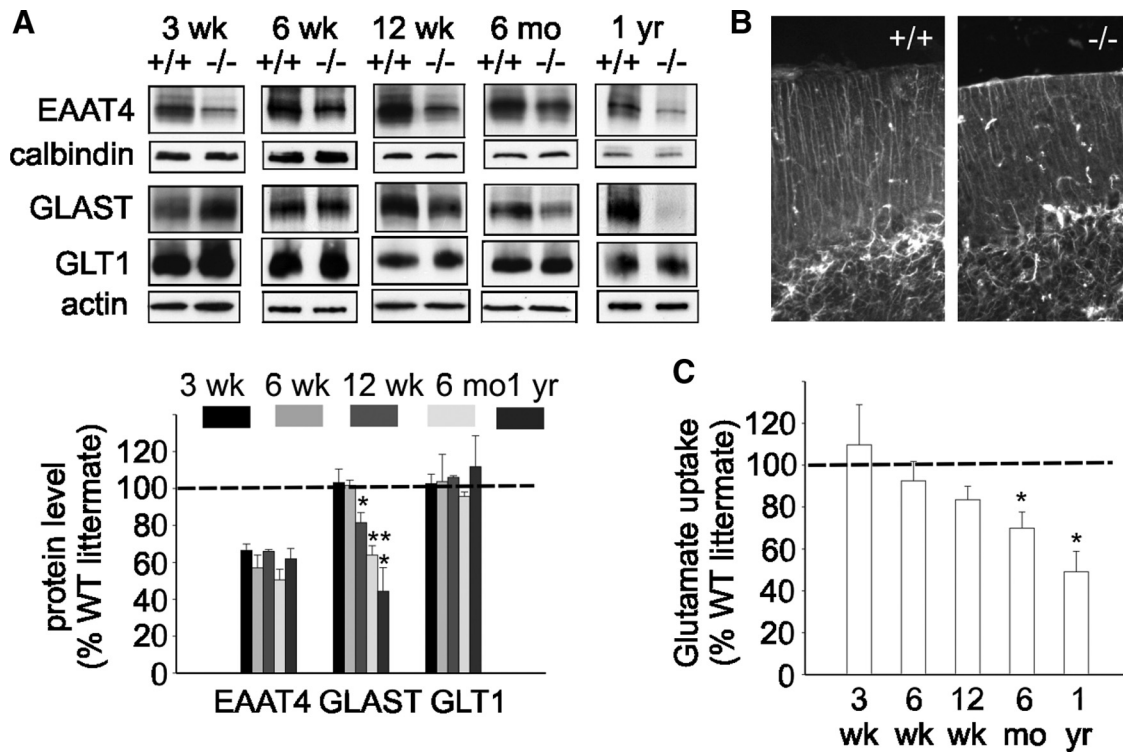 A
3 wk 6 wk 12 wk 6 mo 1 yr
+/+ -/- +/+ -/- +/+ -/- +/+ -/- +/+ -/-
EAAT4
calbindin
GLAST
GLT1
actin
B
+/+
-/-
3 wk 6 wk 12 wk 6 mo 1 yr
protein level
(% WT littermate)
120
100
80
60
40
20
0
*
**
*
EAAT4 GLAST GLT1
C
Glutamate uptake
(% WT littermate)
120
100
80
60
40
20
0
*
*
3 6 12 6 1
wk wk wk mo yr